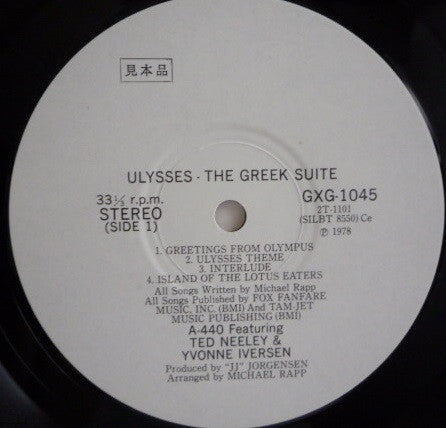 見本品
ULYSSES · THE GREEK SUITE
33⅓ r.p.m. GXG-1045
STEREO 2T-1101
(SIDE 1) (SILBT 8550) Ce
Ⓟ 1978
1. GREETINGS FROM OLYMPUS
2. ULYSSES THEME
3. INTERLUDE
4. ISLAND OF THE LOTUS EATERS
All Songs Written by Michael Rapp
All Songs Published by FOX FANFARE
MUSIC, INC. (BMI) AND TAM JET
MUSIC PUBLISHING (BMI)
A-440 Featuring
TED NEELEY &
YVONNE IVERSEN
Produced by "JJ" JORGENSEN
Arranged by MICHAEL RAPP